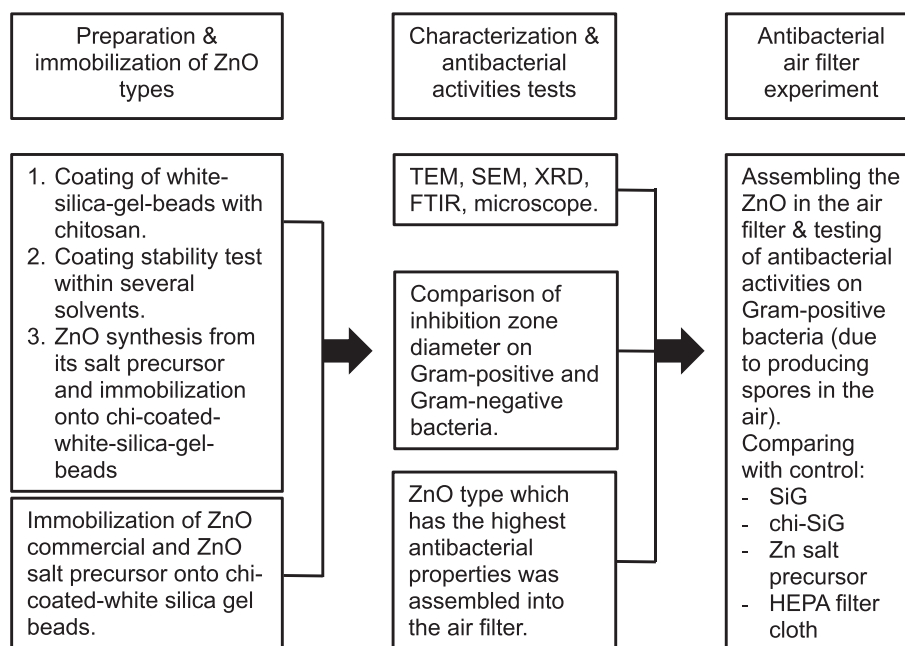 Preparation &
immobilization of ZnO
types
Characterization &
antibacterial
activities tests
Antibacterial
air filter
experiment
1. Coating of white-
silica-gel-beads with
chitosan.
2. Coating stability test
within several
solvents.
3. ZnO synthesis from
its salt precursor
and immobilization
onto chi-coated-
white-silica-gel-
beads
Immobilization of ZnO
commercial and ZnO
salt precursor onto chi-
coated-white silica gel
beads.
TEM, SEM, XRD,
FTIR, microscope.
Comparison of
inhibition zone
diameter on
Gram-positive and
Gram-negative
bacteria.
ZnO type which
has the highest
antibacterial
properties was
assembled into
the air filter.
Assembling the
ZnO in the air
filter & testing
of antibacterial
activities on
Gram-positive
bacteria (due
to producing
spores in the
air).
Comparing
with control:
- SiG
- chi-SiG
- Zn salt
precursor
- HEPA filter
cloth